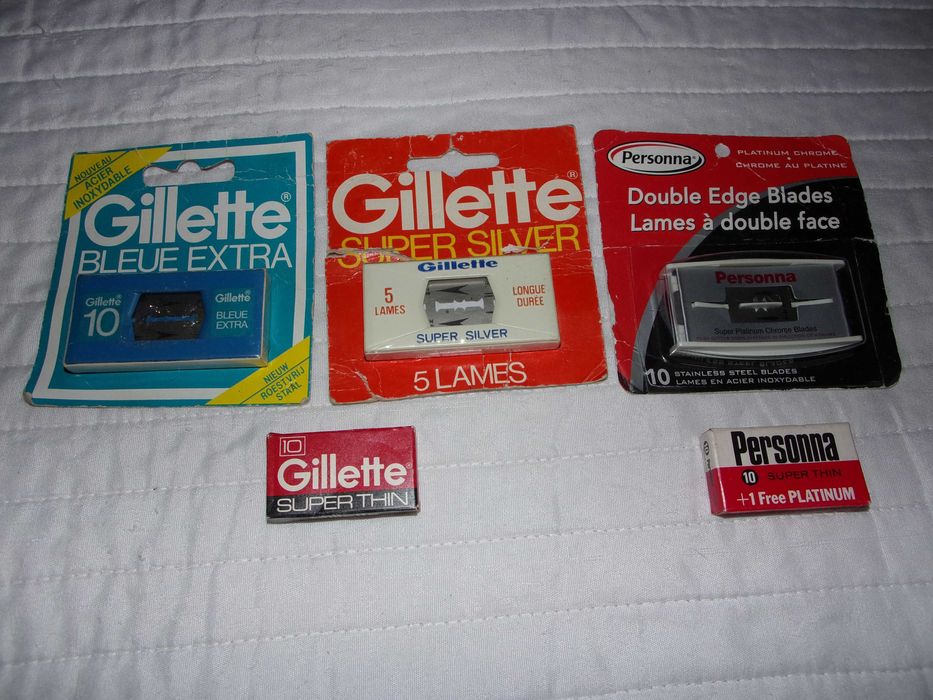 NOUVEAU
ACIER
INOXYDABLE
Gillette®
BLEUE EXTRA
Gillette®
10
Gillette®
BLEUE
EXTRA
NIEUW
ROESTVRIJ
STAAL
Gillette®
SUPER SILVER
Gillette
5
LAMES
LONGUE
DURÉE
SUPER SILVER
5 LAMES
Personna®
PLATINUM CHROME
CHROME AU PLATINE
Double Edge Blades
Lames à double face
Personna
Super Platinum Chrome Blades
10 STAINLESS STEEL BLADES
LAMES EN ACIER INOXYDABLE
10
Gillette®
SUPER THIN
Personna
10 SUPER THIN
+1 Free PLATINUM